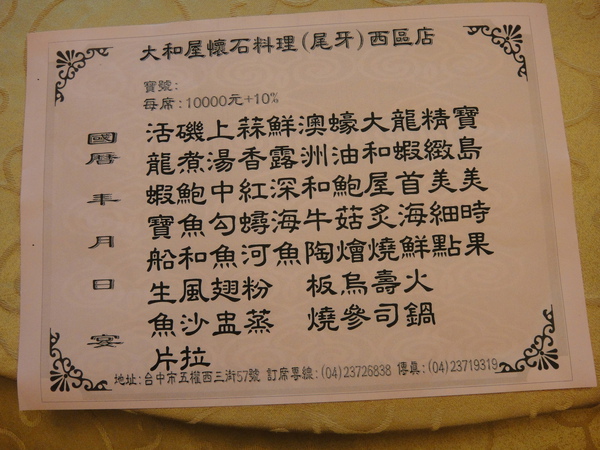 大和屋懷石料理(尾牙)西區店
寶號:
每席:10000元+10%
國曆 年 月 日 宴
活龍蝦寶船生魚片
磯煮鮑魚和風沙拉
上湯中勾魚翅盅
蒜香紅蟳河粉蒸
鮮露深海魚
澳洲和牛陶板燒
蠔油鮑菇燴烏參
大和屋炙燒壽司
龍蝦首海鮮火鍋
精緻美細點
寶島美時果
地址:台中市五權西三街57號 訂席專線:(04)23726838 傳真:(04)23719319